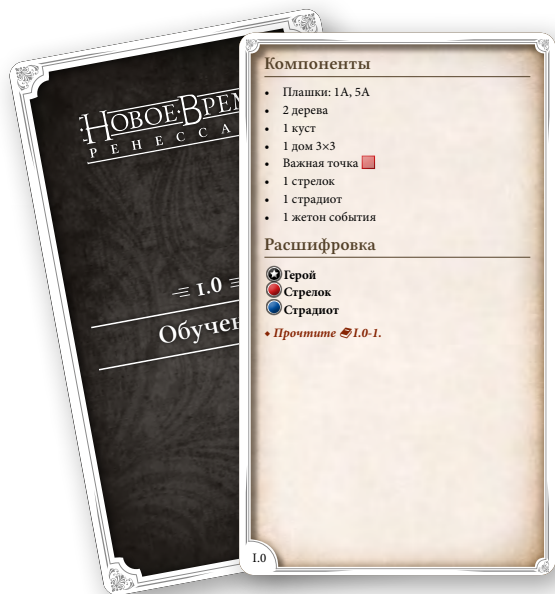 НОВОЕ
РЕНЕССА
I.0
Обучен
Компоненты
• Плашки: 1А, 5А
• 2 дерева
• 1 куст
• 1 дом 3×3
• Важная точка
• 1 стрелок
• 1 страдиот
• 1 жетон события
Расшифровка
Герой
Стрелок
Страдиот
Прочтите I.0-1.
I.0